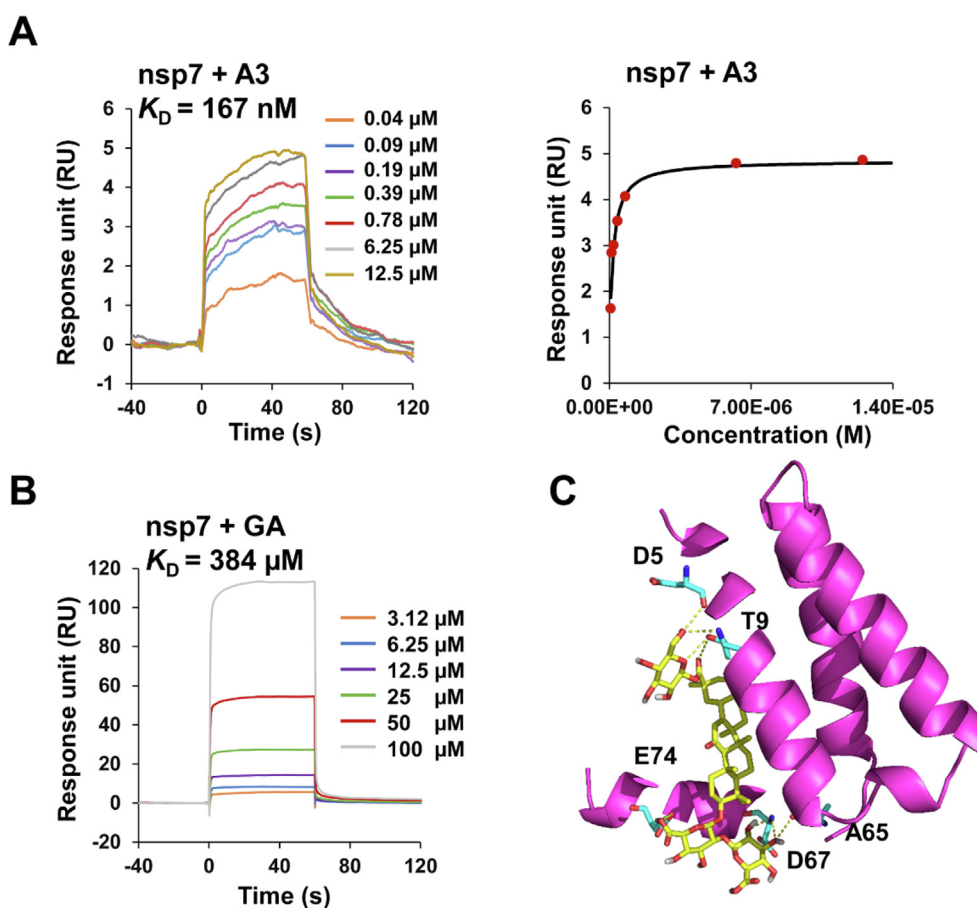 A
nsp7 + A3
K_D = 167 nM
Response unit (RU)
6
5
4
3
2
1
0
-1
-40
0
40
80
120
Time (s)
0.04 µM
0.09 µM
0.19 µM
0.39 µM
0.78 µM
6.25 µM
12.5 µM
nsp7 + A3
Response unit (RU)
6
5
4
3
2
1
0
0.00E+00
7.00E-06
1.40E-05
Concentration (M)
B
nsp7 + GA
K_D = 384 µM
Response unit (RU)
120
100
80
60
40
20
0
-20
-40
0
40
80
120
Time (s)
3.12 µM
6.25 µM
12.5 µM
25 µM
50 µM
100 µM
C
D5
T9
E74
A65
D67